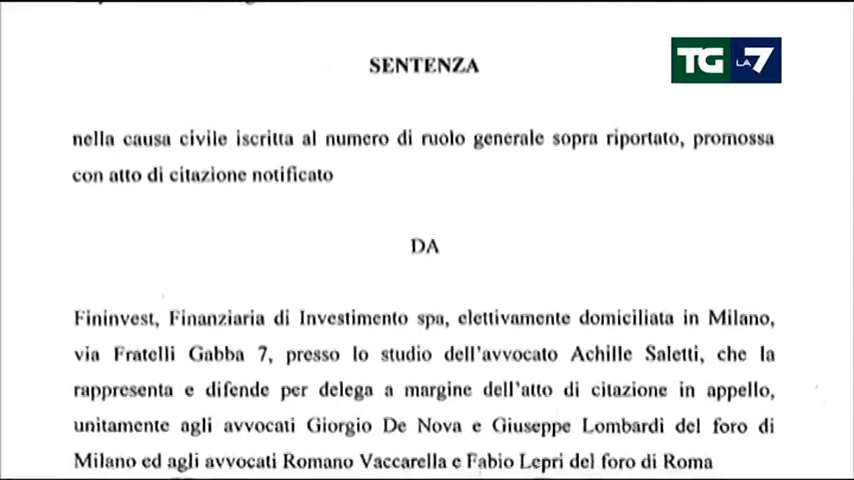 SENTENZA
TG LA 7
nella causa civile iscritta al numero di ruolo generale sopra riportato, promossa
con atto di citazione notificato
DA
Fininvest, Finanziaria di Investimento spa, elettivamente domiciliata in Milano,
via Fratelli Gabba 7, presso lo studio dell'avvocato Achille Saletti, che la
rappresenta e difende per delega a margine dell'atto di citazione in appello,
unitamente agli avvocati Giorgio De Nova e Giuseppe Lombardi del foro di
Milano ed agli avvocati Romano Vaccarella e Fabio Lepri del foro di Roma